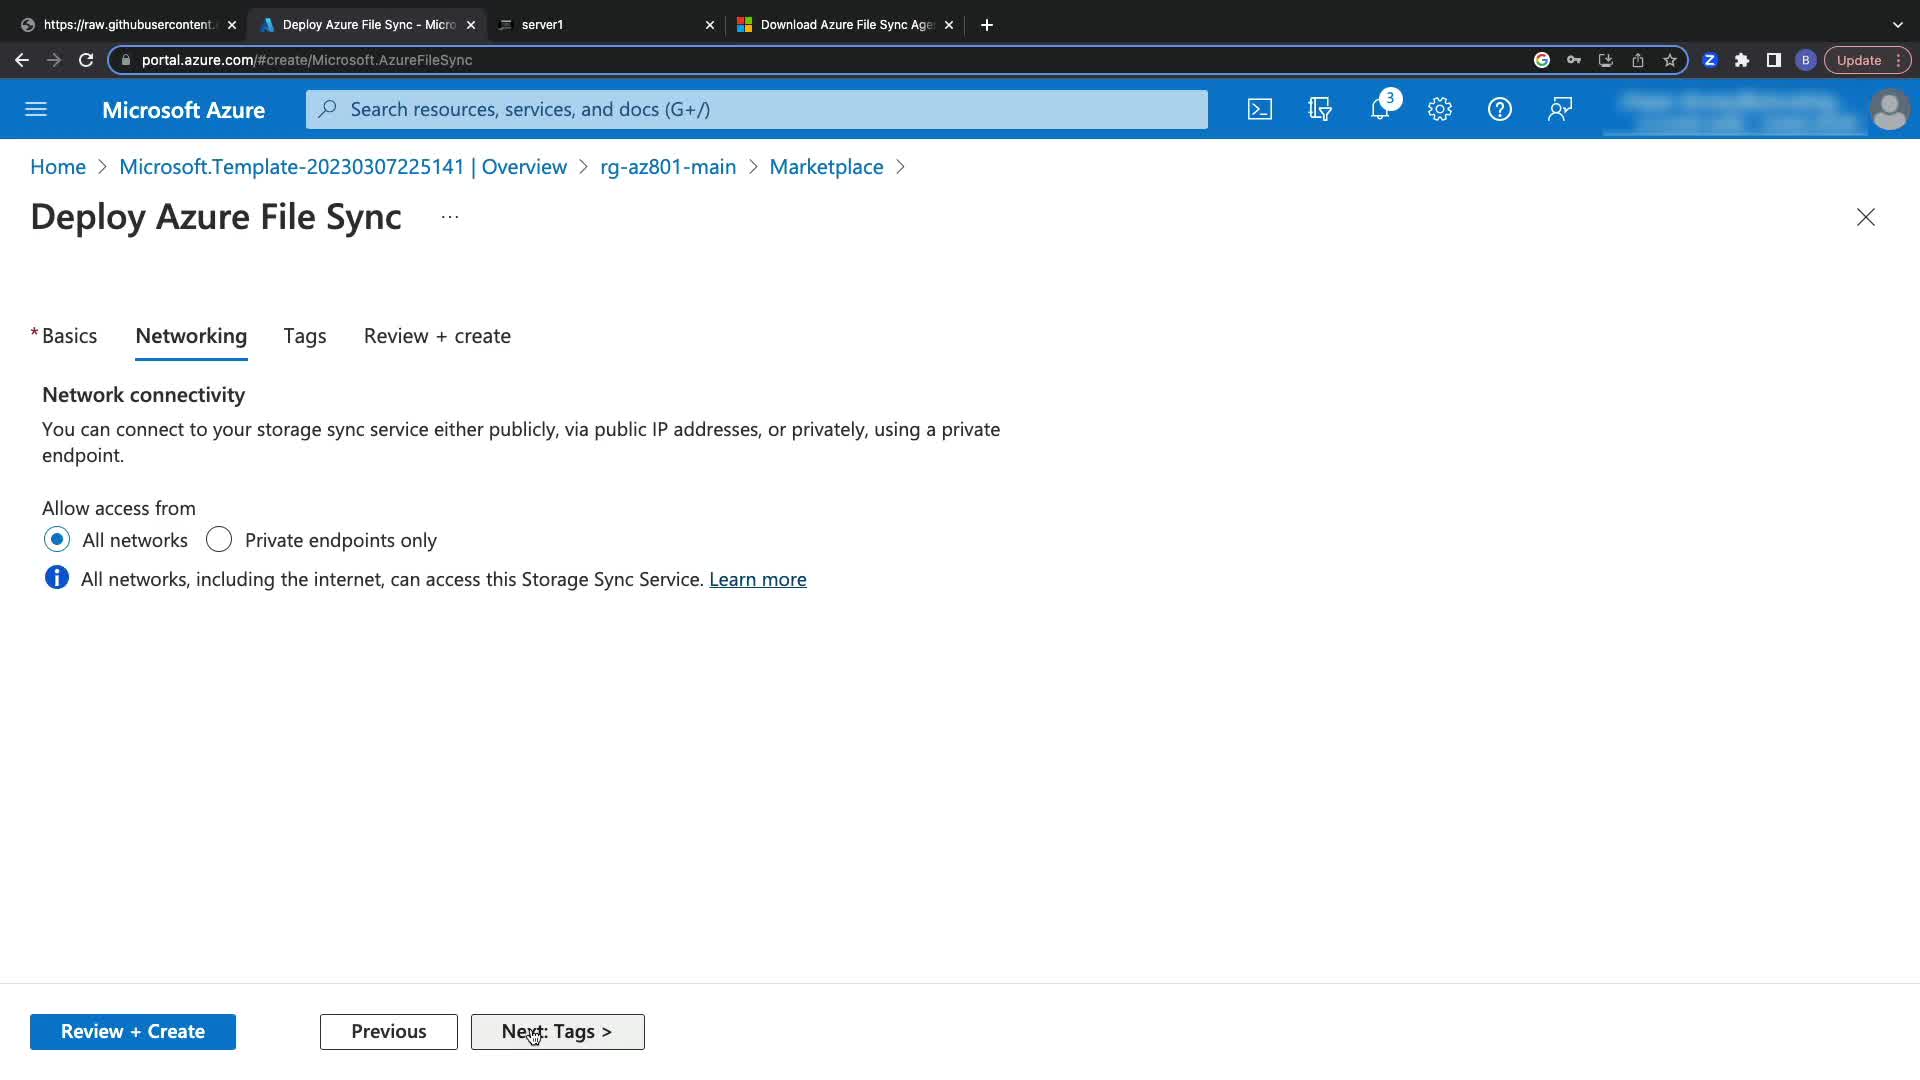 https://raw.githubusercontent.
Deploy Azure File Sync - Micro
server1
Download Azure File Sync Age
portal.azure.com/#create/Microsoft.AzureFileSync
Z
B
Update
Microsoft Azure
Search resources, services, and docs (G+/)
3
Home > Microsoft.Template-20230307225141 | Overview > rg-az801-main > Marketplace >
Deploy Azure File Sync ...
* Basics
Networking
Tags
Review + create
Network connectivity
You can connect to your storage sync service either publicly, via public IP addresses, or privately, using a private
endpoint.
Allow access from
All networks
Private endpoints only
All networks, including the internet, can access this Storage Sync Service. Learn more
Review + Create
Previous
Next: Tags >